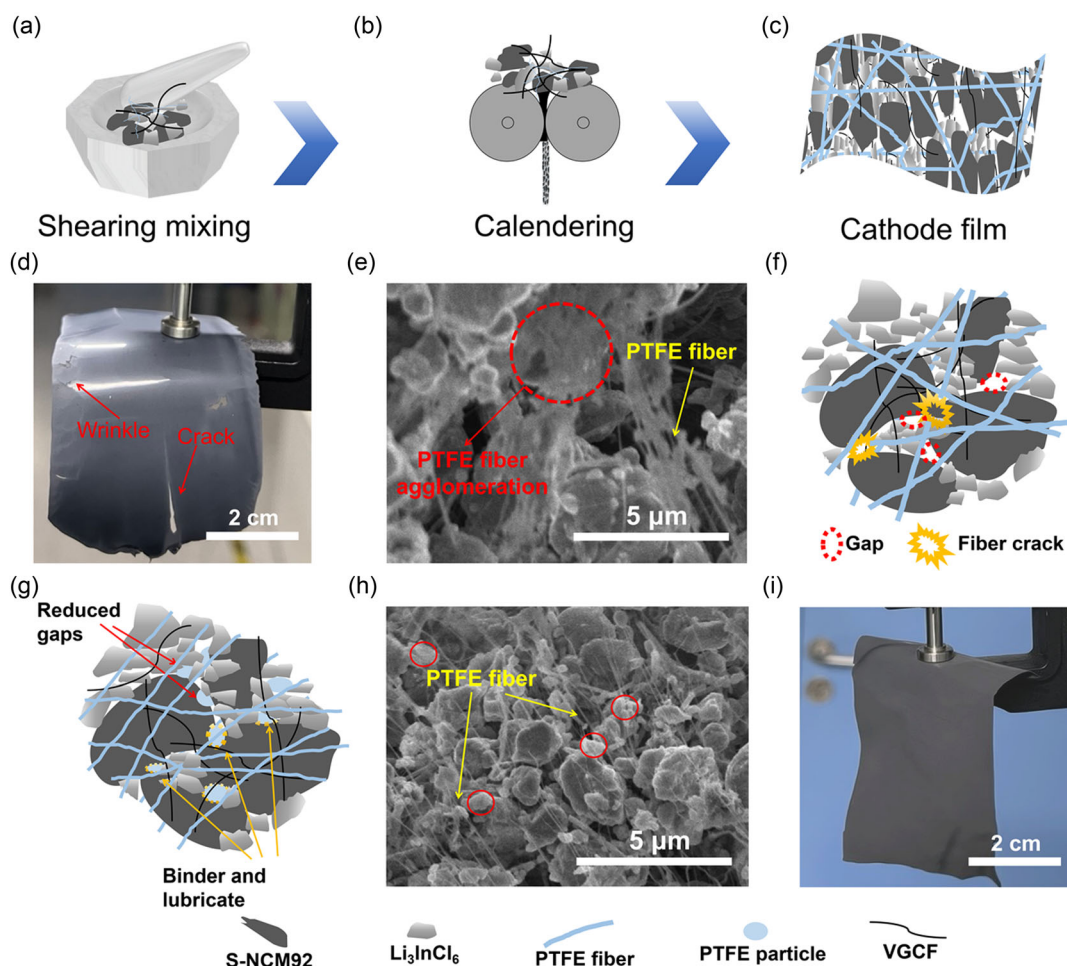 (a)
(b)
(c)
Shearing mixing
Calendering
Cathode film
(d)
(e)
(f)
Wrinkle
Crack
2 cm
PTFE fiber
PTFE fiber
agglomeration
5 μm
Gap
Fiber crack
(g)
(h)
(i)
Reduced
gaps
Binder and
lubricate
PTFE fiber
5 μm
2 cm
S-NCM92
Li₃InCl₆
PTFE fiber
PTFE particle
VGCF